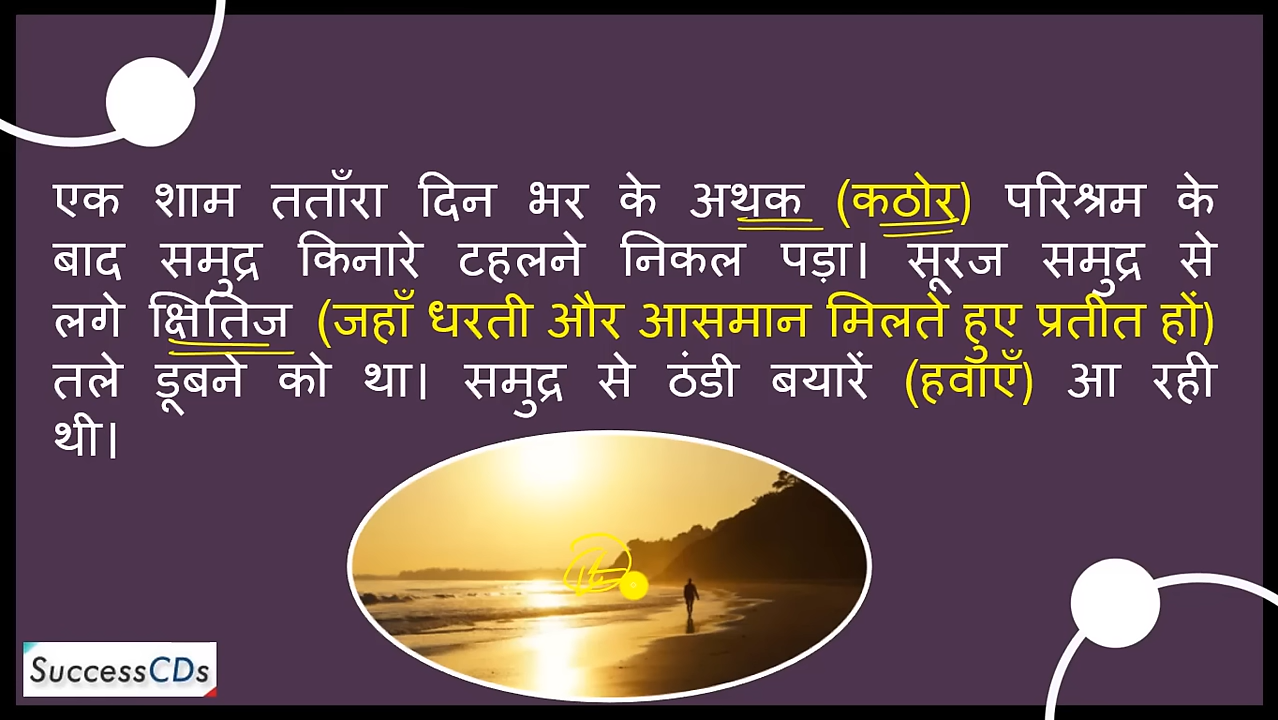 एक शाम तताँरा दिन भर के अथक (कठोर) परिश्रम के
बाद समुद्र किनारे टहलने निकल पड़ा। सूरज समुद्र से
लगे क्षितिज (जहाँ धरती और आसमान मिलते हुए प्रतीत हों)
तले डूबने को था। समुद्र से ठंडी बयारें (हवाएँ) आ रही
थी।
SuccessCDs